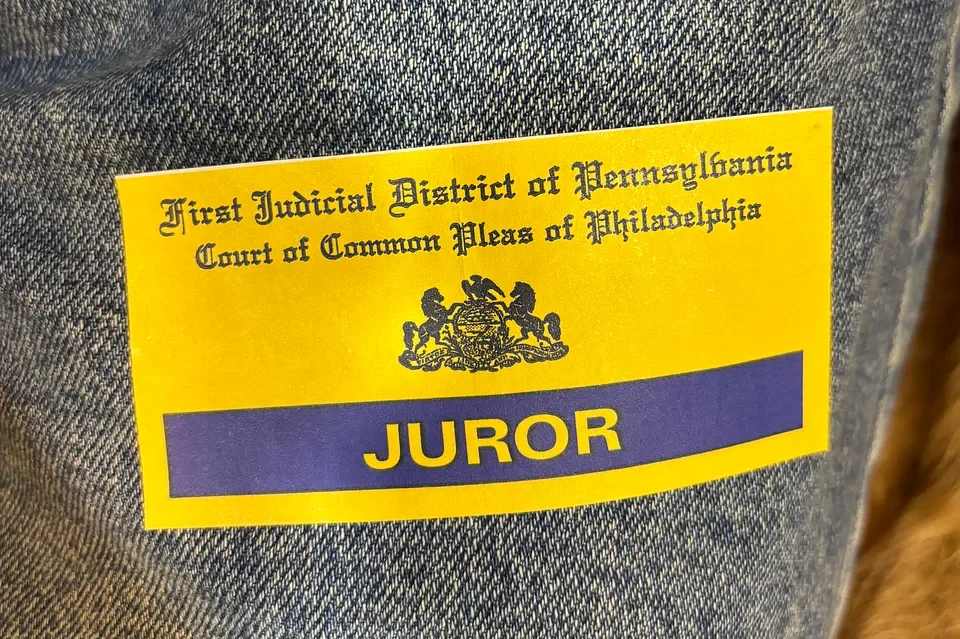 First Judicial District of Pennsylvania
Court of Common Pleas of Philadelphia
JUROR